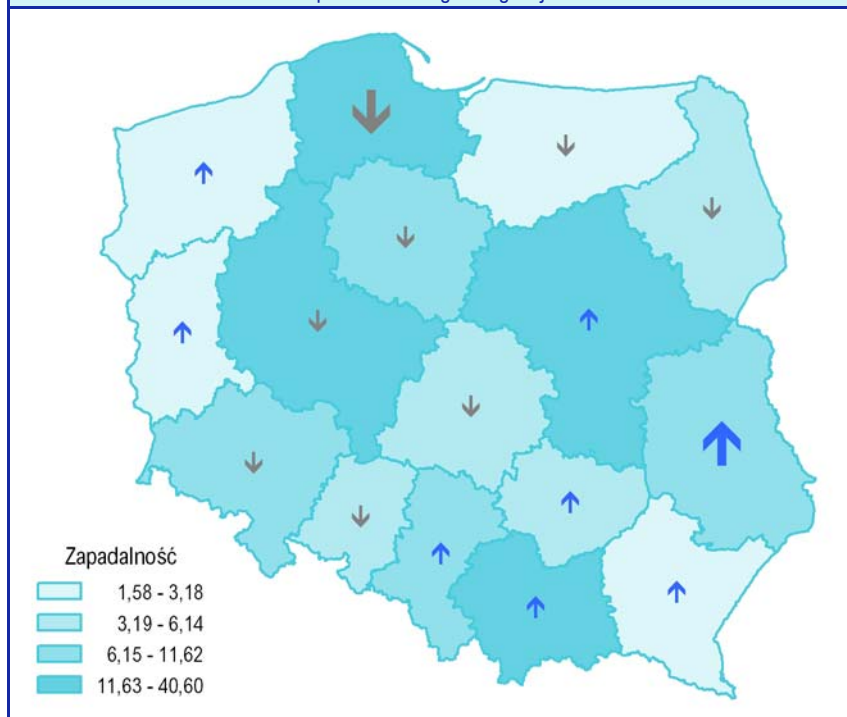 Zapadalność
1,58 - 3,18
3,19 - 6,14
6,15 - 11,62
11,63 - 40,60